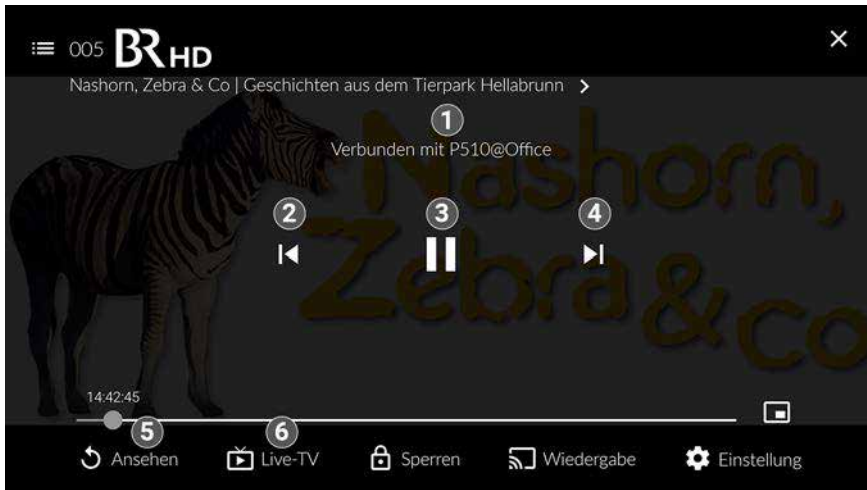 005 BR HD
Nashorn, Zebra & Co | Geschichten aus dem Tierpark Hellabrunn
1
Verbunden mit P510@Office
Nashorn,
2 3 4
Zebra & Co
14:42:45
5 6
Ansehen Live-TV Sperren Wiedergabe Einstellung